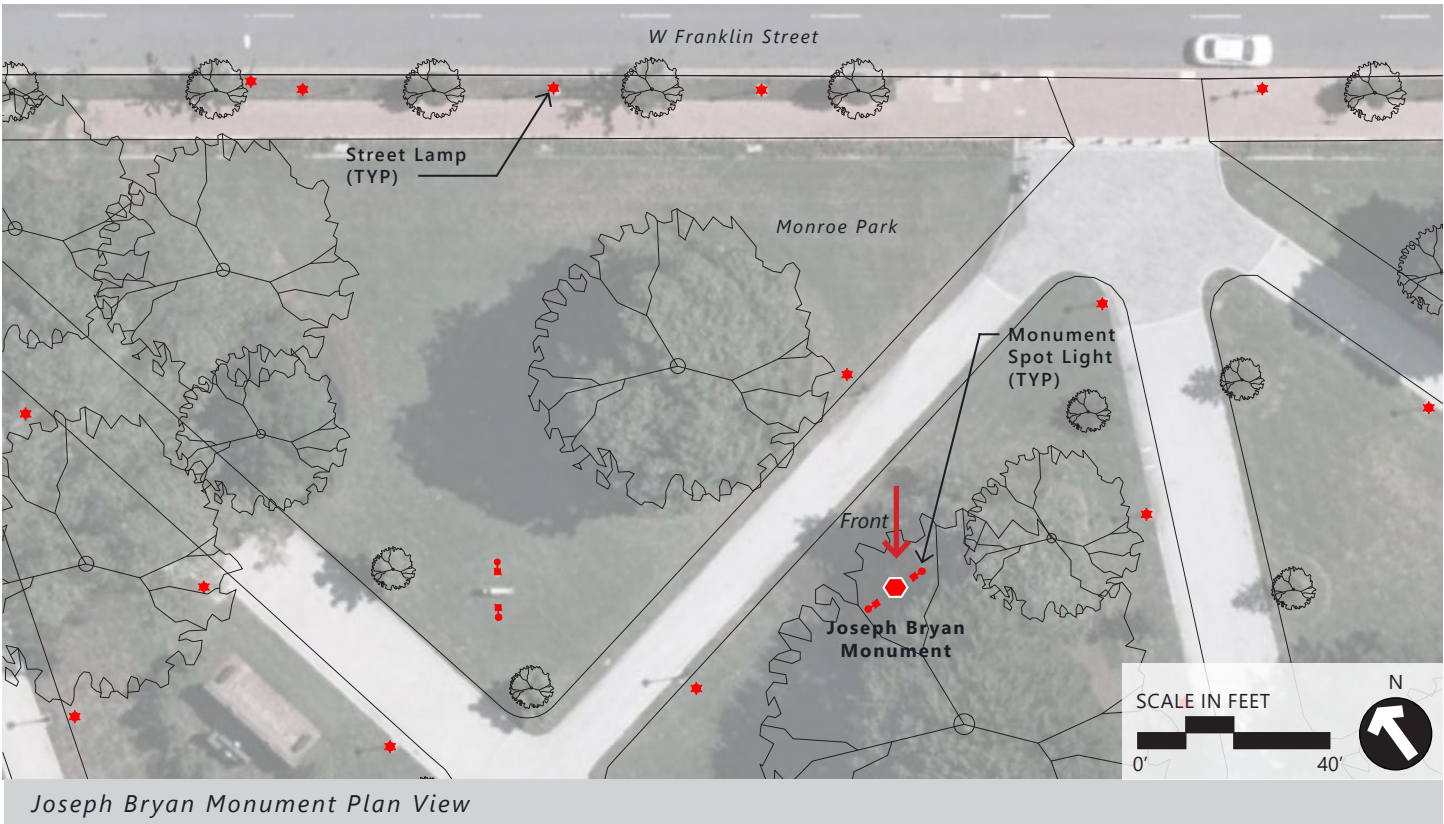 W Franklin Street
Street Lamp
(TYP)
Monroe Park
Monument
Spot Light
(TYP)
Front
Joseph Bryan
Monument
N
SCALE IN FEET
0'
40'
Joseph Bryan Monument Plan View